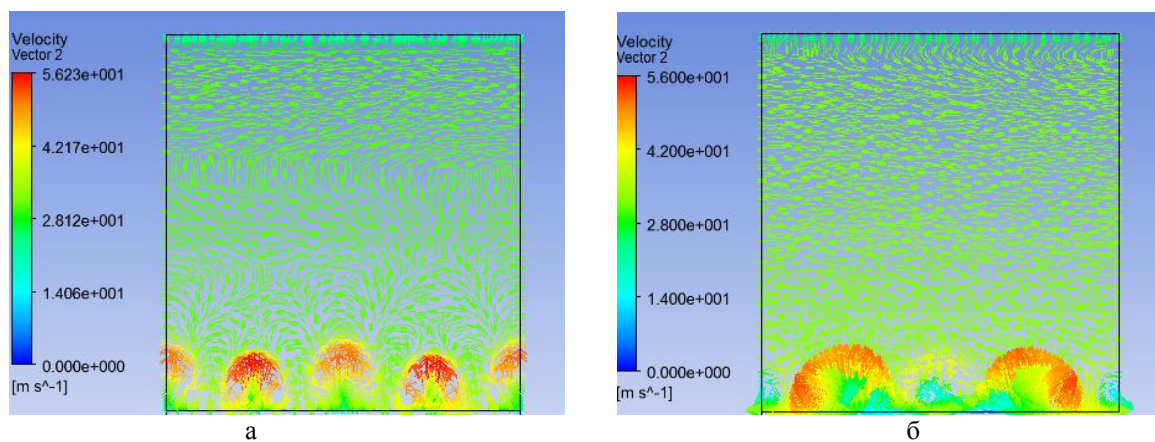 Velocity
Vector 2
5.623e+001
4.217e+001
2.812e+001
1.406e+001
0.000e+000
[m s^-1]
а
Velocity
Vector 2
5.600e+001
4.200e+001
2.800e+001
1.400e+001
0.000e+000
[m s^-1]
б